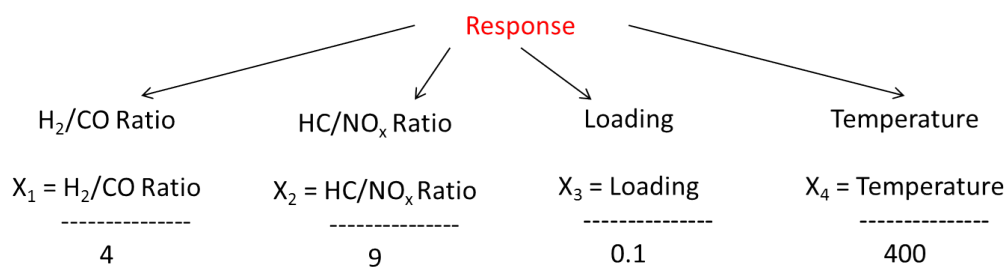 Response
H₂/CO Ratio HC/NOₓ Ratio Loading Temperature
X₁ = H₂/CO Ratio X₂ = HC/NOₓ Ratio X₃ = Loading X₄ = Temperature
--------------- --------------- --------------- ---------------
4 9 0.1 400